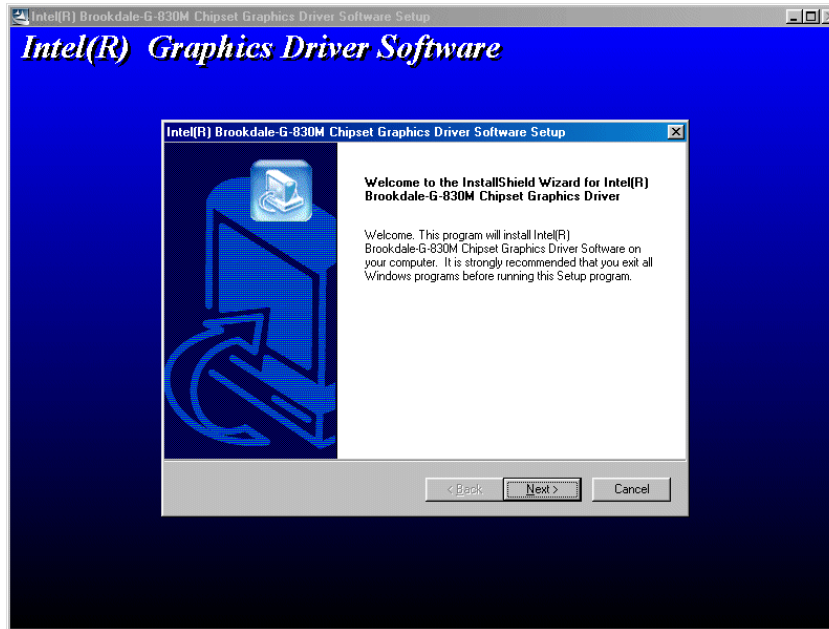 Intel(R) Brookdale-G-830M Chipset Graphics Driver Software Setup
Intel(R) Graphics Driver Software
Intel(R) Brookdale-G-830M Chipset Graphics Driver Software Setup
Welcome to the InstallShield Wizard for Intel(R)
Brookdale-G-830M Chipset Graphics Driver
Welcome. This program will install Intel(R)
Brookdale-G-830M Chipset Graphics Driver Software on
your computer. It is strongly recommended that you exit all
Windows programs before running this Setup program.
< Back Next > Cancel